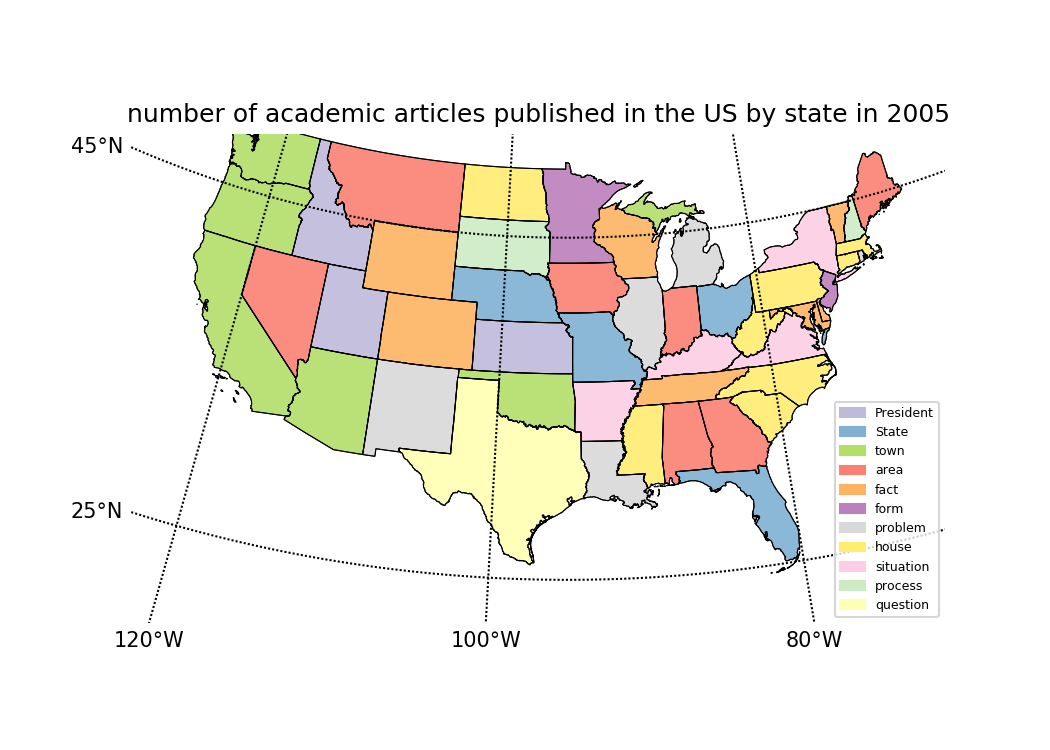 number of academic articles published in the US by state in 2005
45°N
25°N
120°W
100°W
80°W
President
State
town
area
fact
form
problem
house
situation
process
question